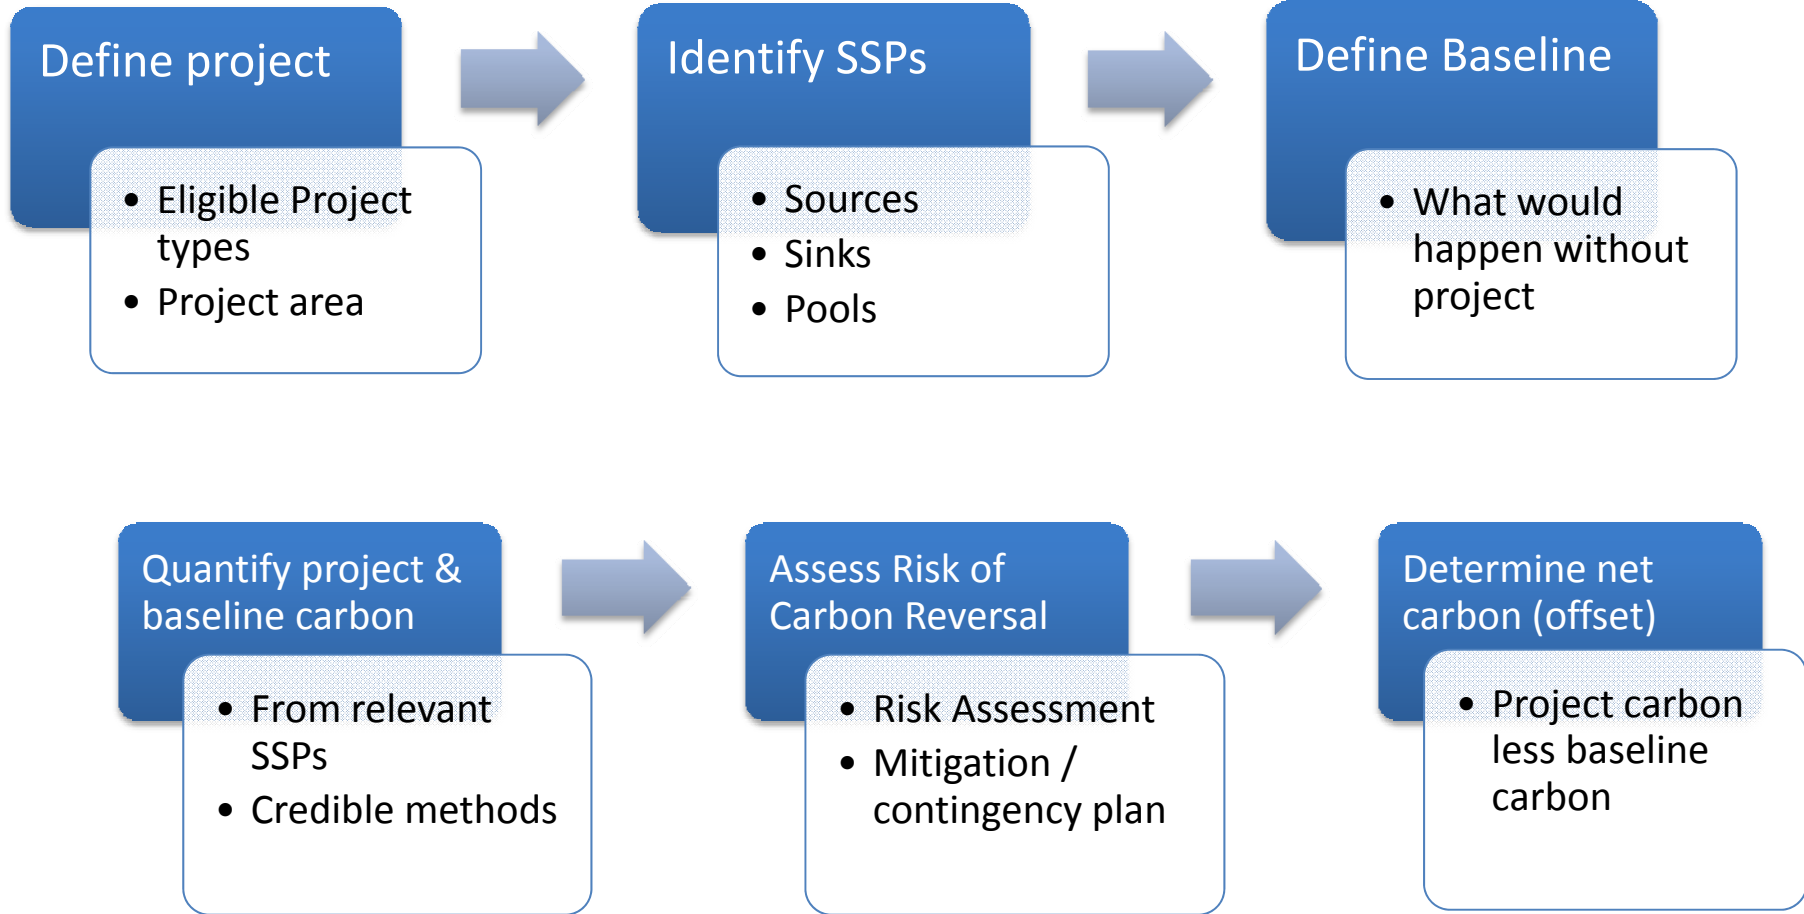 Define project
• Eligible Project
types
• Project area
Identify SSPs
• Sources
• Sinks
• Pools
Define Baseline
• What would
happen without
project
Quantify project &
baseline carbon
• From relevant
SSPs
• Credible methods
Assess Risk of
Carbon Reversal
• Risk Assessment
• Mitigation /
contingency plan
Determine net
carbon (offset)
• Project carbon
less baseline
carbon